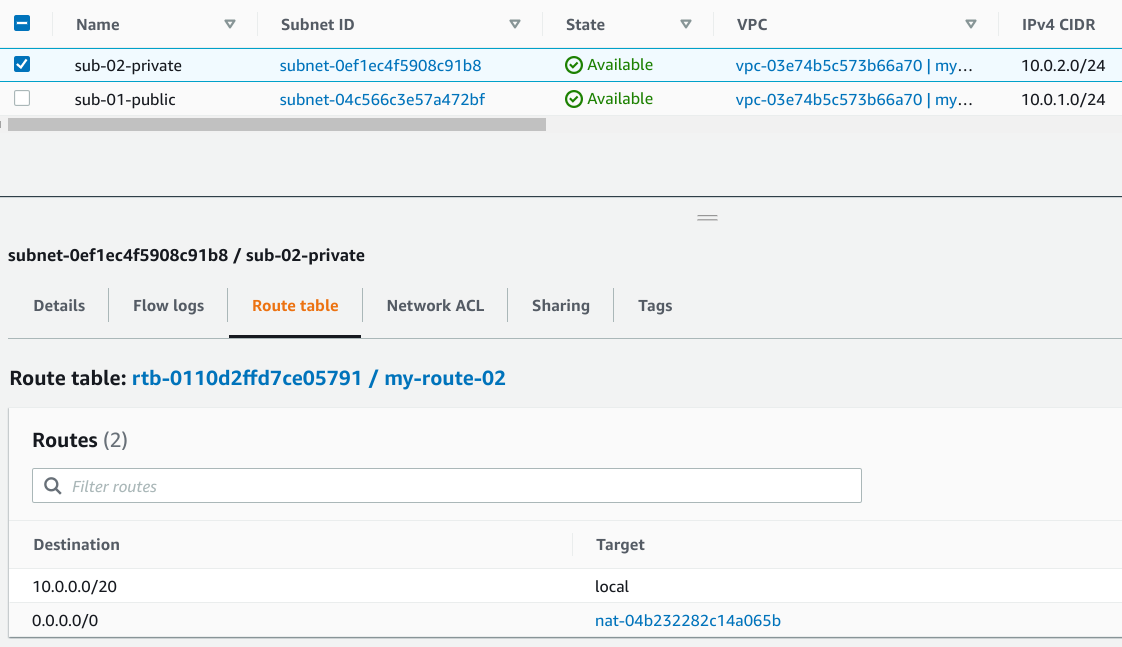 Name Subnet ID State VPC IPv4 CIDR
sub-02-private subnet-0ef1ec4f5908c91b8 Available vpc-03e74b5c573b66a70 | my... 10.0.2.0/24
sub-01-public subnet-04c566c3e57a472bf Available vpc-03e74b5c573b66a70 | my... 10.0.1.0/24
subnet-0ef1ec4f5908c91b8 / sub-02-private
Details Flow logs Route table Network ACL Sharing Tags
Route table: rtb-0110d2ffd7ce05791 / my-route-02
Routes (2)
Filter routes
Destination Target
10.0.0.0/20 local
0.0.0.0/0 nat-04b232282c14a065b